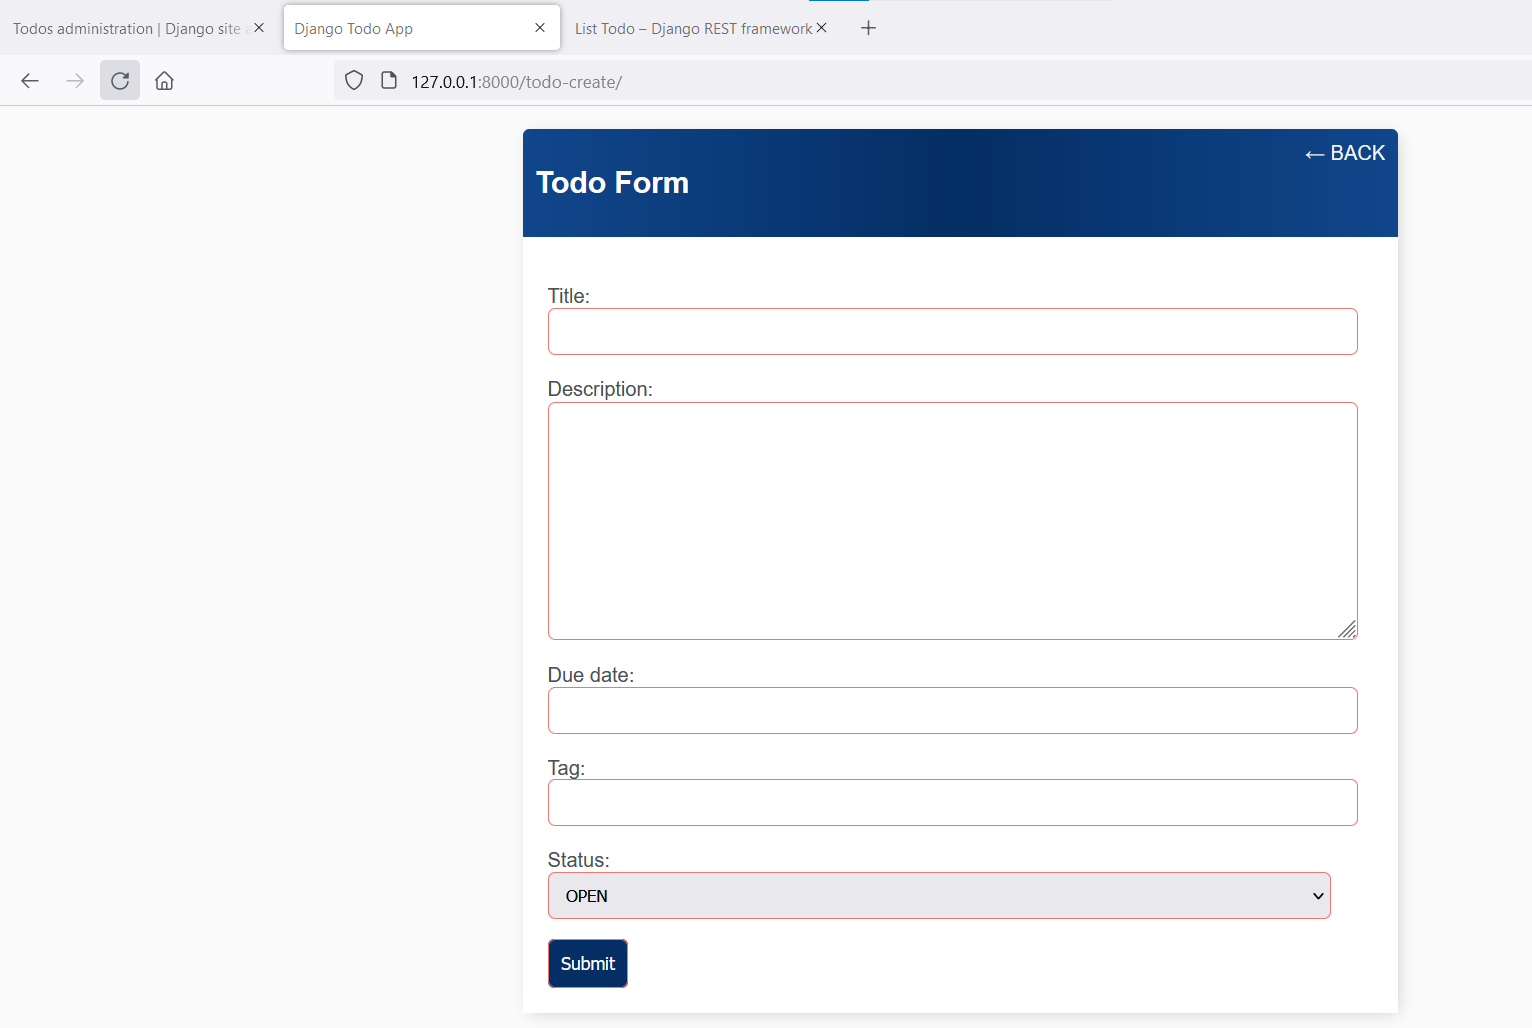 Todos administration | Django site a
Django Todo App
List Todo – Django REST framework
127.0.0.1:8000/todo-create/
← BACK
Todo Form
Title:
Description:
Due date:
Tag:
Status:
OPEN
Submit